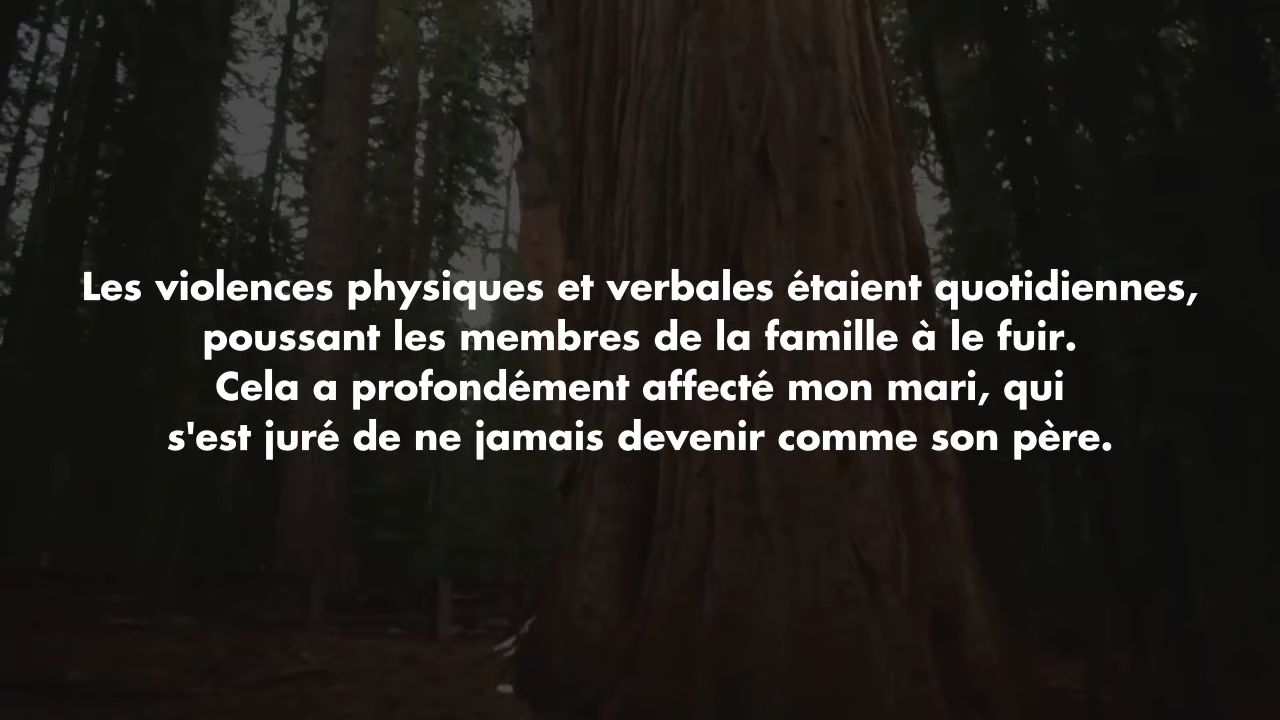 Les violences physiques et verbales étaient quotidiennes,
poussant les membres de la famille à le fuir.
Cela a profondément affecté mon mari, qui
s'est juré de ne jamais devenir comme son père.